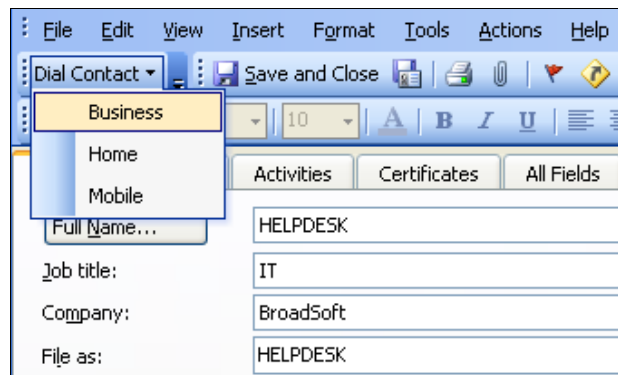 File Edit View Insert Format Tools Actions Help
Dial Contact Save and Close
Business 10 A B I U
Home
Activities Certificates All Fields
Mobile
Full Name... HELPDESK
Job title: IT
Company: BroadSoft
File as: HELPDESK